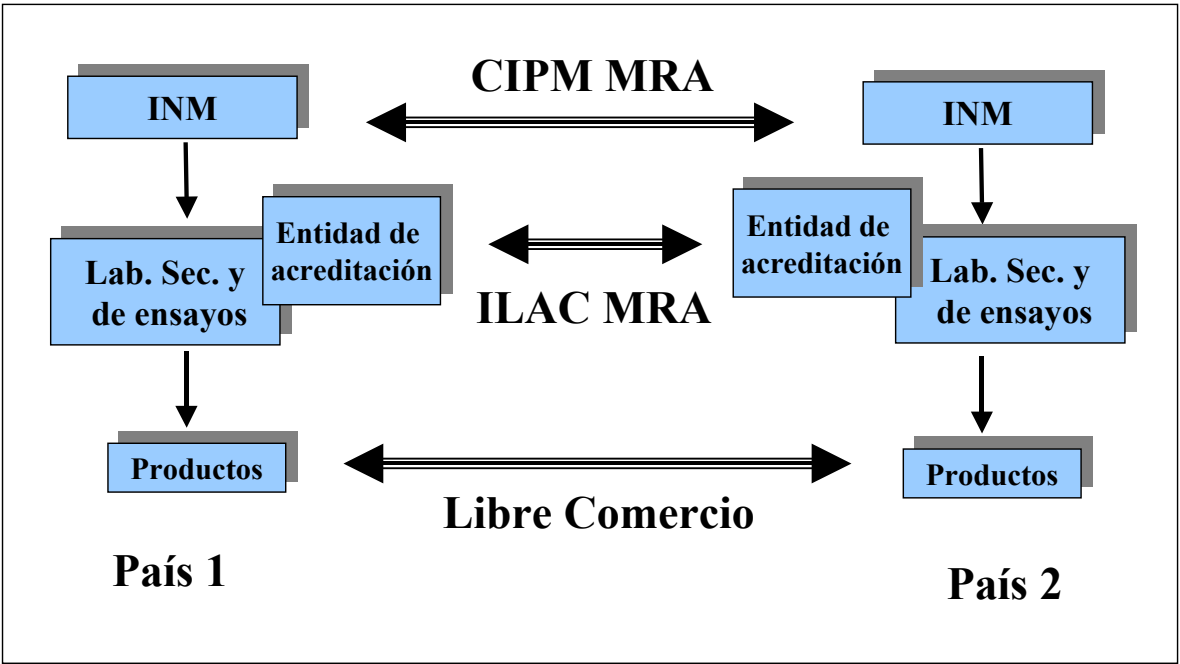 CIPM MRA
INM
INM
Entidad de
acreditación
Entidad de
acreditación
Lab. Sec. y
de ensayos
Lab. Sec. y
de ensayos
ILAC MRA
Productos
Productos
Libre Comercio
País 1
País 2